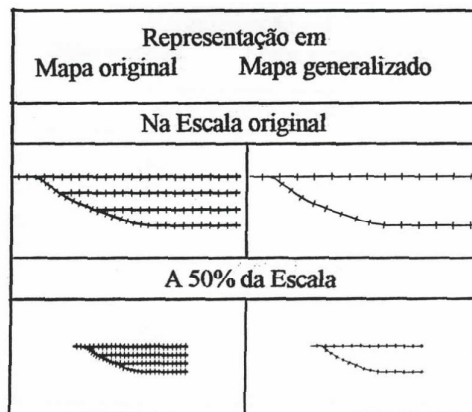 Representação em
Mapa original Mapa generalizado
Na Escala original
A 50% da Escala